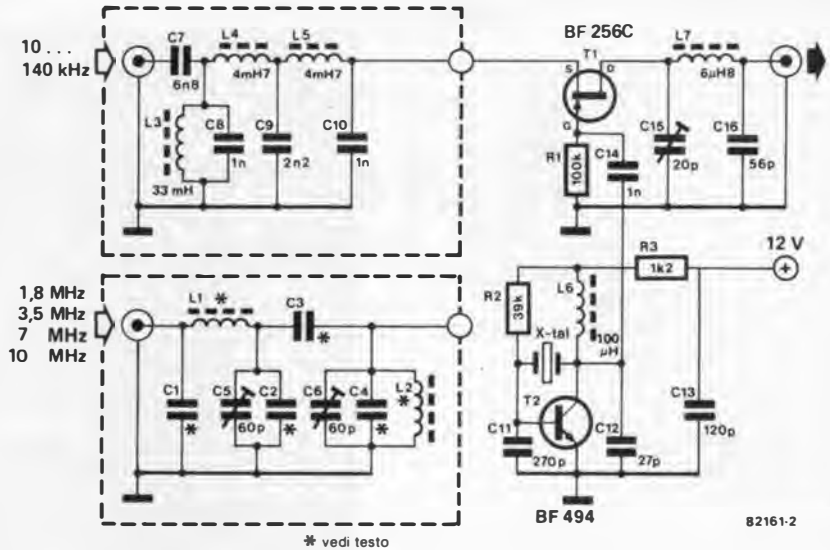 10 ...
140 kHz
C7
6n8
L4
4mH7
L5
4mH7
L3
33 mH
C8
1n
C9
2n2
C10
1n
BF 256C
T1
S
D
G
R1
100k
C14
1n
L7
6µH8
C15
20p
C16
56p
1,8 MHz
3,5 MHz
7 MHz
10 MHz
L1 *
C3
*
C1
*
C5
60p
C2
*
C6
60p
C4
*
L2
*
R2
39k
X-tal
L6
100
µH
R3
1k2
12 V
+
T2
C11
270p
C12
27p
C13
120p
BF 494
82161-2
* vedi testo